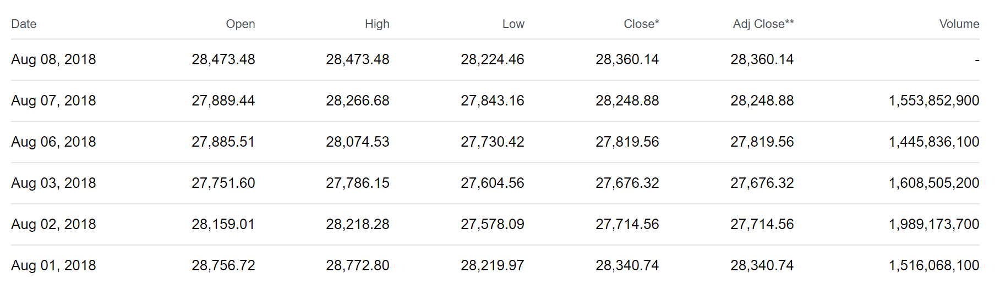 Date Open High Low Close* Adj Close** Volume
Aug 08, 2018 28,473.48 28,473.48 28,224.46 28,360.14 28,360.14 -
Aug 07, 2018 27,889.44 28,266.68 27,843.16 28,248.88 28,248.88 1,553,852,900
Aug 06, 2018 27,885.51 28,074.53 27,730.42 27,819.56 27,819.56 1,445,836,100
Aug 03, 2018 27,751.60 27,786.15 27,604.56 27,676.32 27,676.32 1,608,505,200
Aug 02, 2018 28,159.01 28,218.28 27,578.09 27,714.56 27,714.56 1,989,173,700
Aug 01, 2018 28,756.72 28,772.80 28,219.97 28,340.74 28,340.74 1,516,068,100